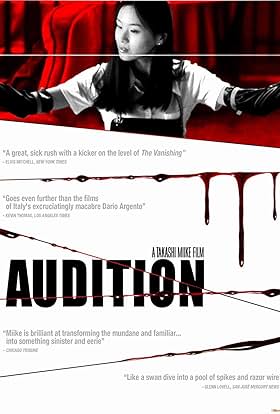 "A great, sick rush with a kicker on the level of The Vanishing"
– ELVIS MITCHELL, NEW YORK TIMES
"Goes even further than the films
of Italy's excruciatingly macabre Dario Argento"
– KEVIN THOMAS, LOS ANGELES TIMES
A TAKASHI MIIKE FILM
AUDITION
"Miike is brilliant at transforming the mundane and familiar...
into something sinister and eerie"
– CHICAGO TRIBUNE
"Like a swan dive into a pool of spikes and razor wire"
– GLENN LOVELL, SAN JOSE MERCURY NEWS